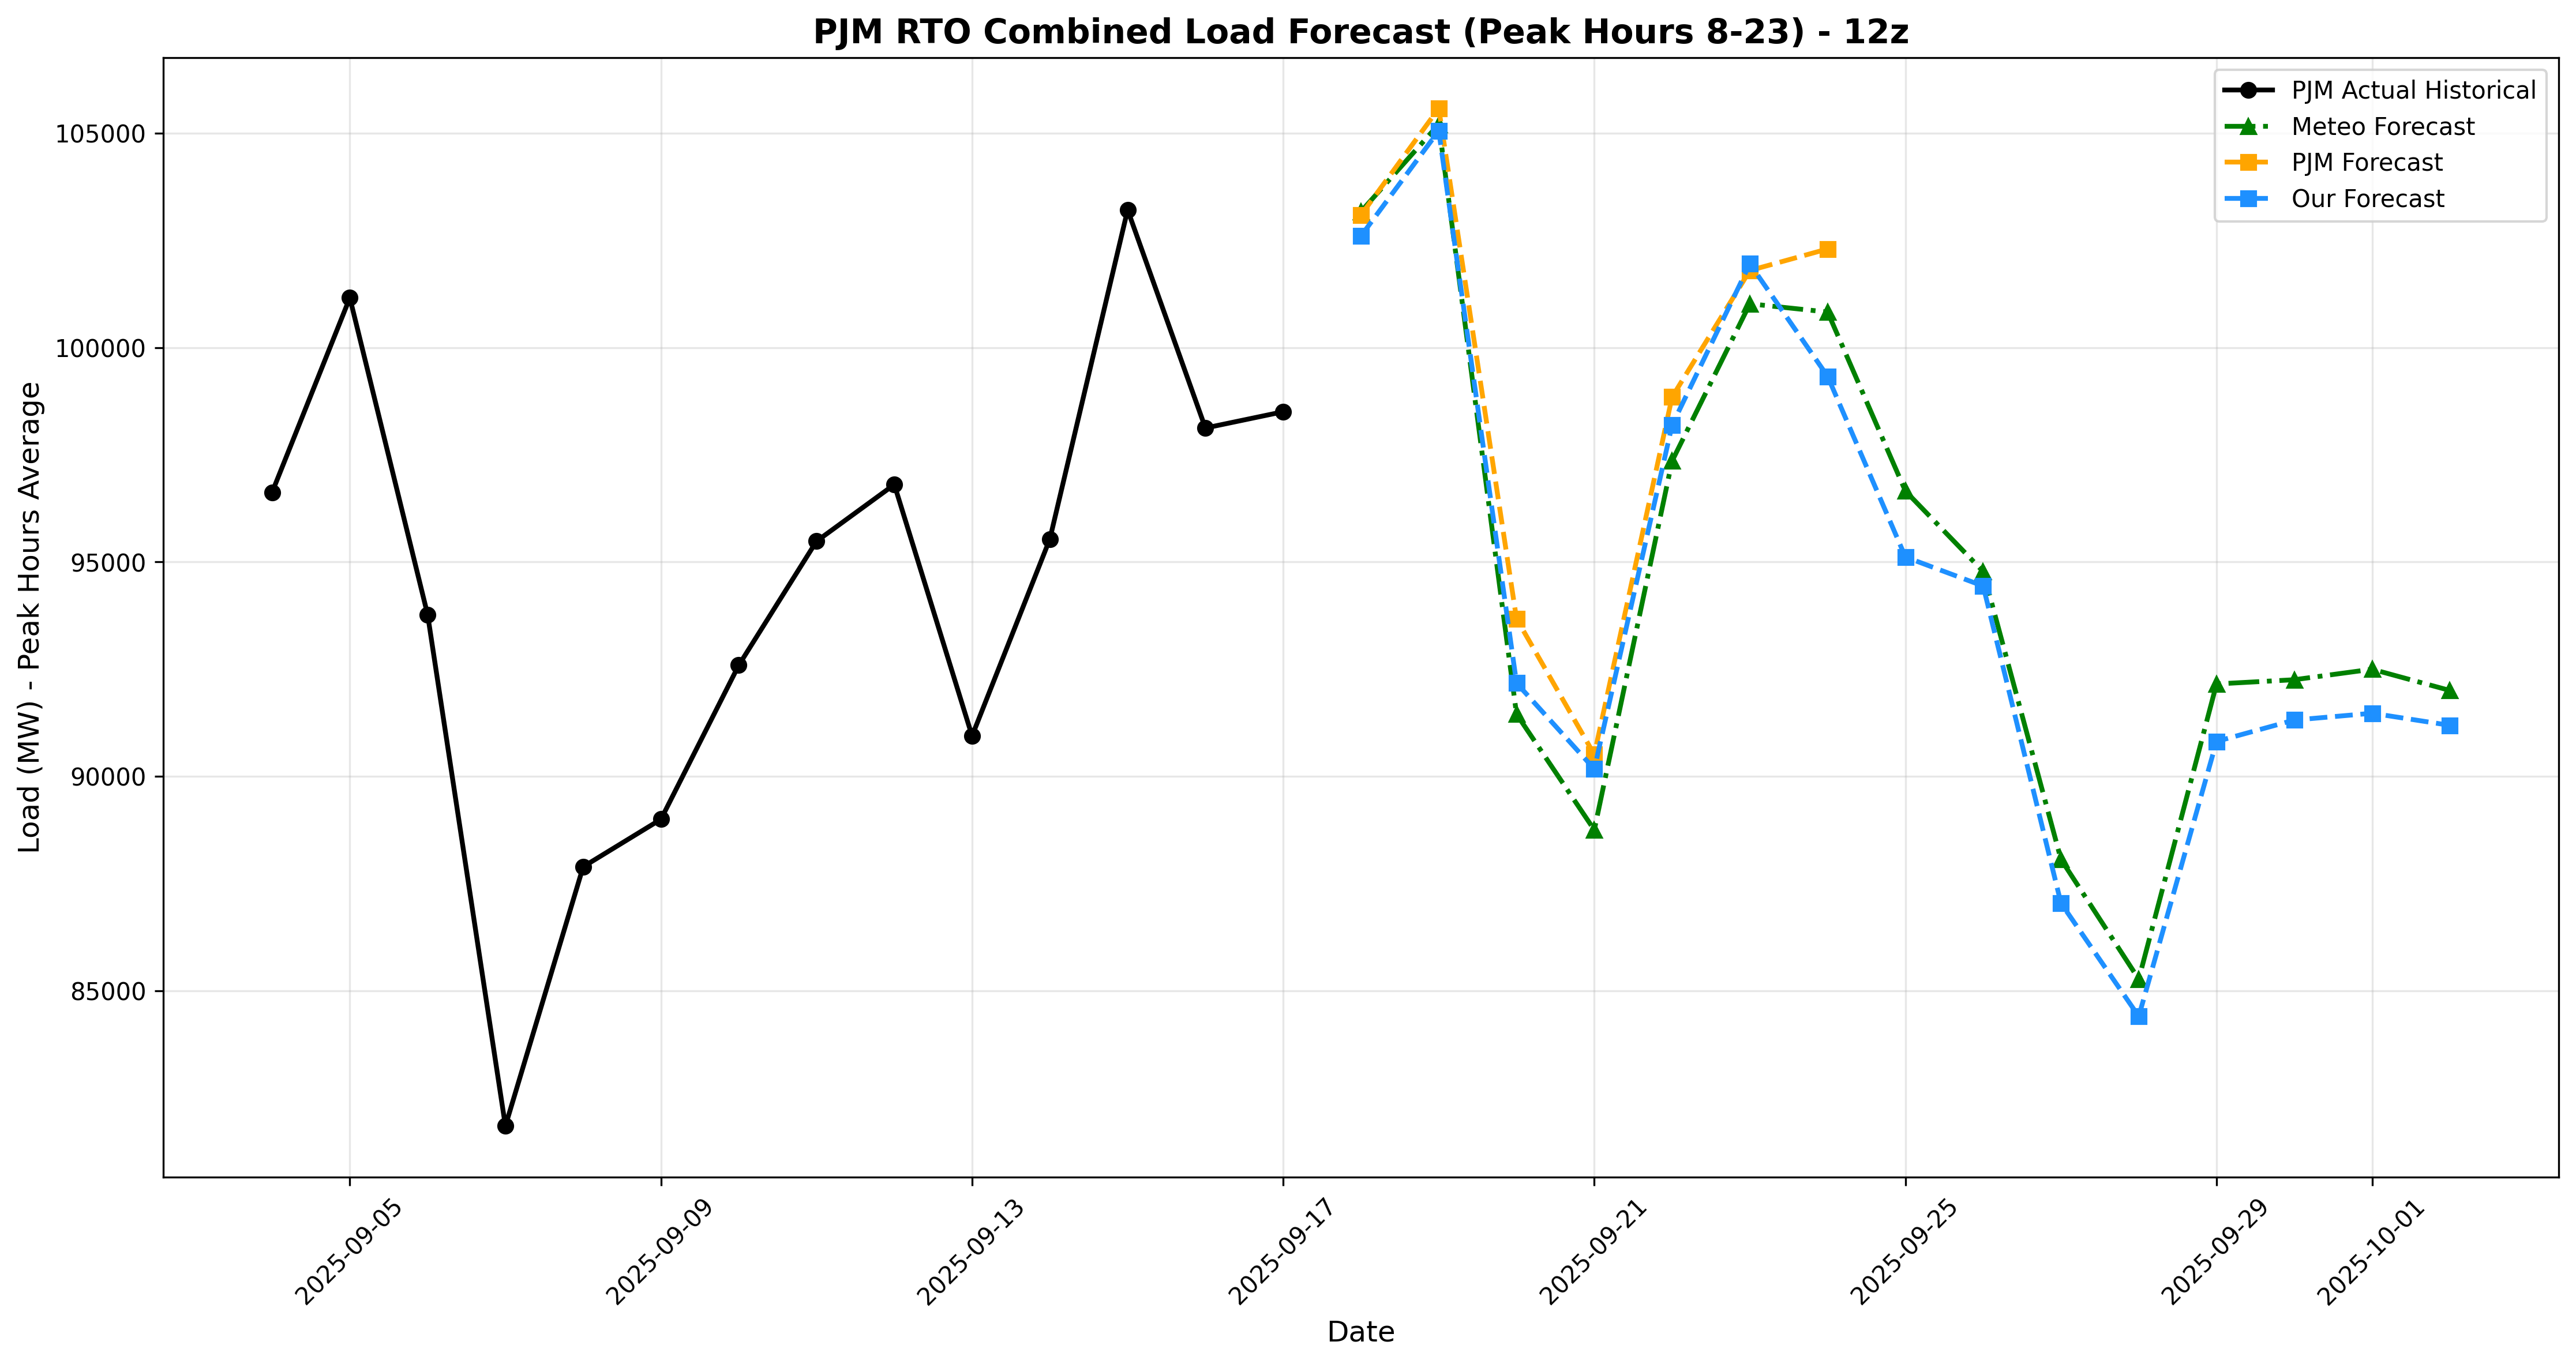 PJM RTO Combined Load Forecast (Peak Hours 8-23) - 12z
PJM Actual Historical
Meteo Forecast
PJM Forecast
Our Forecast
Load (MW) - Peak Hours Average
105000
100000
95000
90000
85000
2025-09-05
2025-09-09
2025-09-13
2025-09-17
2025-09-21
2025-09-25
2025-09-29
2025-10-01
Date